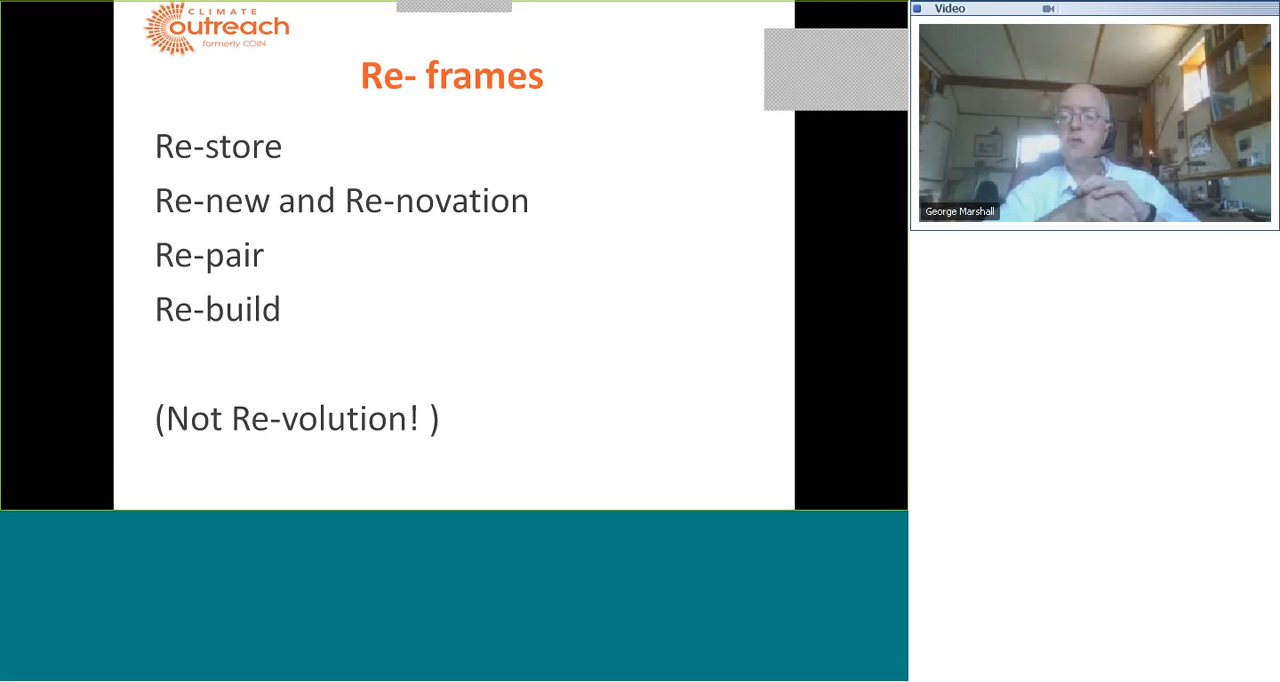 CLIMATE
outreach
formerly COIN
Re- frames
Re-store
Re-new and Re-novation
Re-pair
Re-build
(Not Re-volution! )
Video
George Marshall